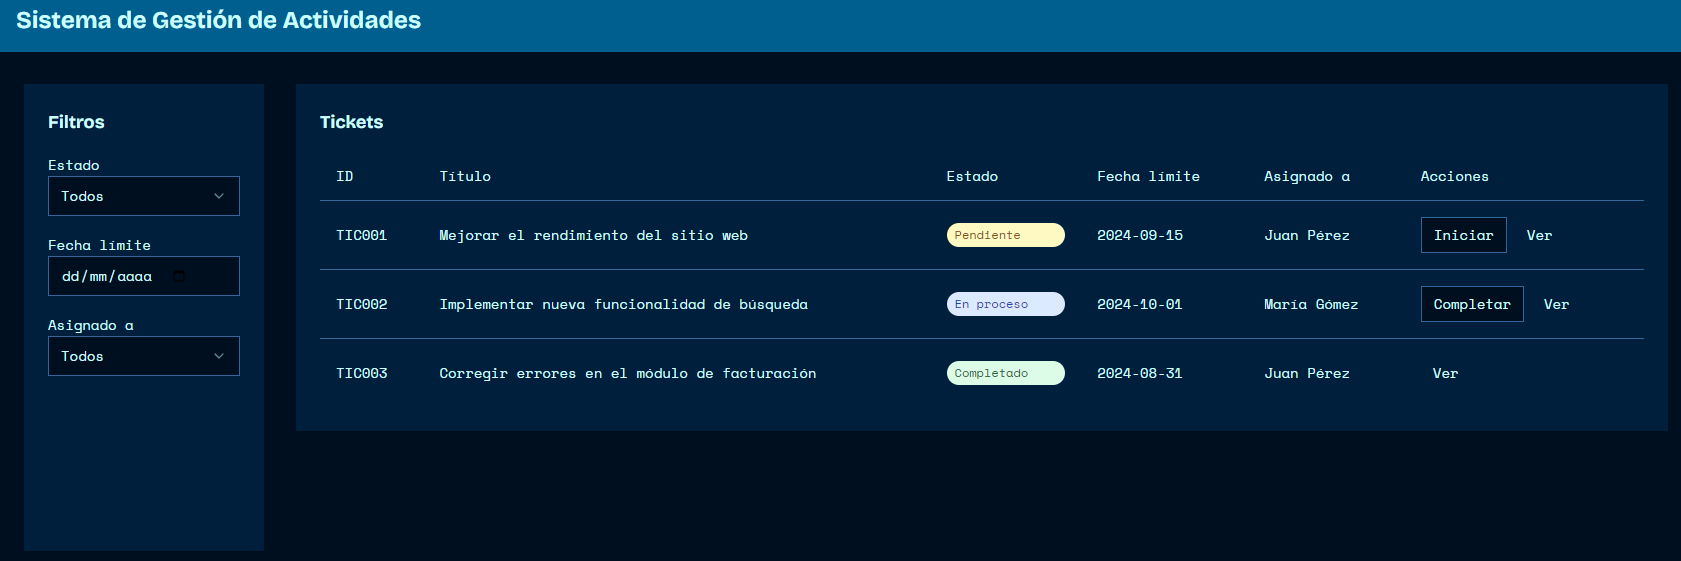 Sistema de Gestión de Actividades
Filtros
Estado
Todos
Fecha límite
dd/mm/aaaa
Asignado a
Todos
Tickets
ID Título Estado Fecha límite Asignado a Acciones
TIC001 Mejorar el rendimiento del sitio web Pendiente 2024-09-15 Juan Pérez Iniciar Ver
TIC002 Implementar nueva funcionalidad de búsqueda En proceso 2024-10-01 María Gómez Completar Ver
TIC003 Corregir errores en el módulo de facturación Completado 2024-08-31 Juan Pérez Ver